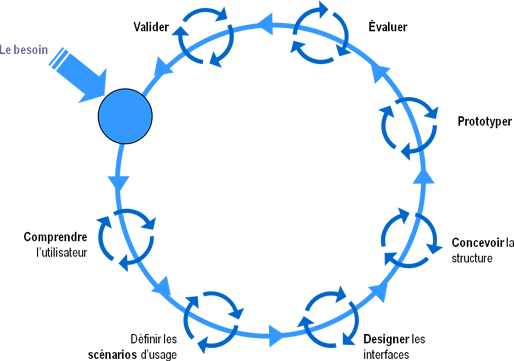 Le besoin
Valider
Évaluer
Prototyper
Concevoir la
structure
Designer les
interfaces
Définir les
scénarios d'usage
Comprendre
l'utilisateur